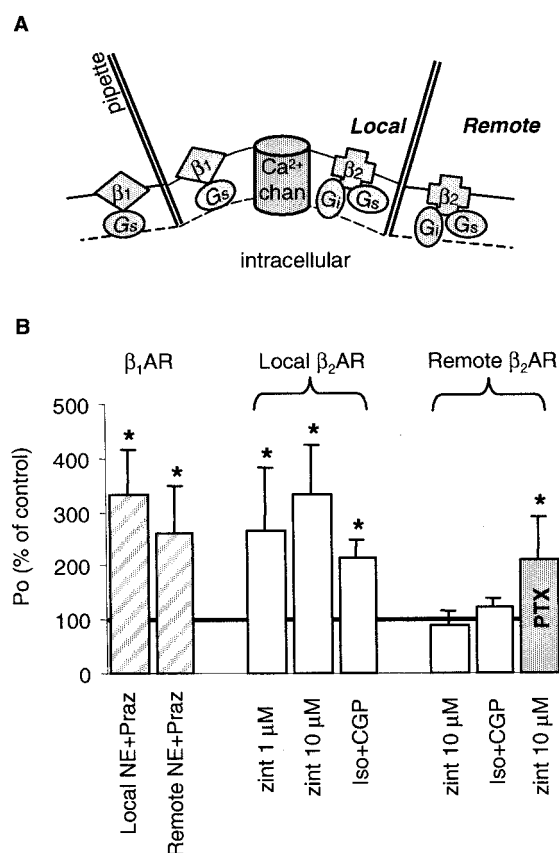 A
pipette
Local
Remote
β1
Gs
β1
Gs
Ca2+
chan
β2
Gi
Gs
β2
Gi
Gs
intracellular
B
β1AR
Local β2AR
Remote β2AR
Po (% of control)
500
400
300
200
100
0
*
*
*
*
*
*
PTX
Local NE+Praz
Remote NE+Praz
zint 1 μM
zint 10 μM
Iso+CGP
zint 10 μM
Iso+CGP
zint 10 μM